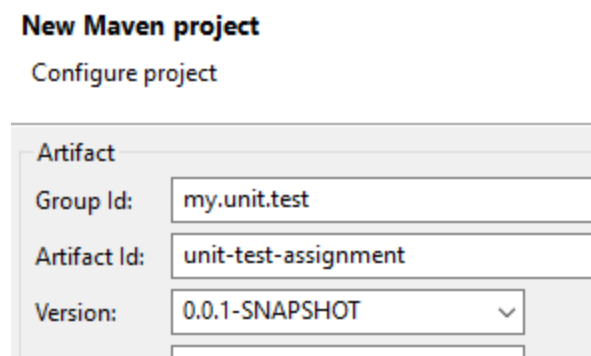 New Maven project
Configure project
Artifact
Group Id: my.unit.test
Artifact Id: unit-test-assignment
Version: 0.0.1-SNAPSHOT